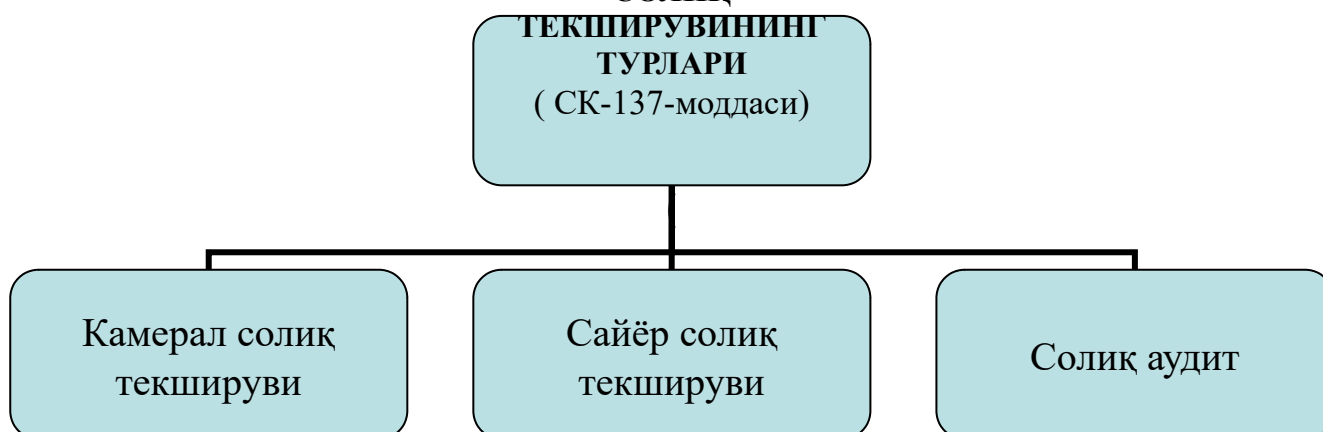 ТЕКШИРУВИНИНГ
ТУРЛАРИ
( СК-137-моддаси)
Камерал солиқ
текшируви
Сайёр солиқ
текшируви
Солиқ аудит